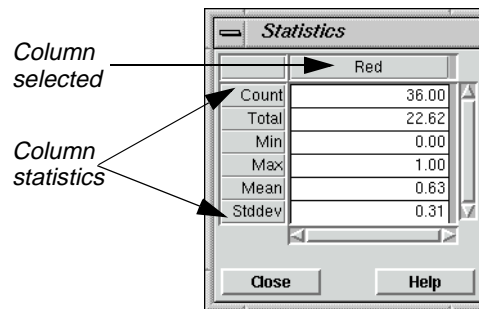 Statistics
Column
selected
Red
Count 36.00
Total 22.62
Min 0.00
Max 1.00
Mean 0.63
Stddev 0.31
Column
statistics
Close Help